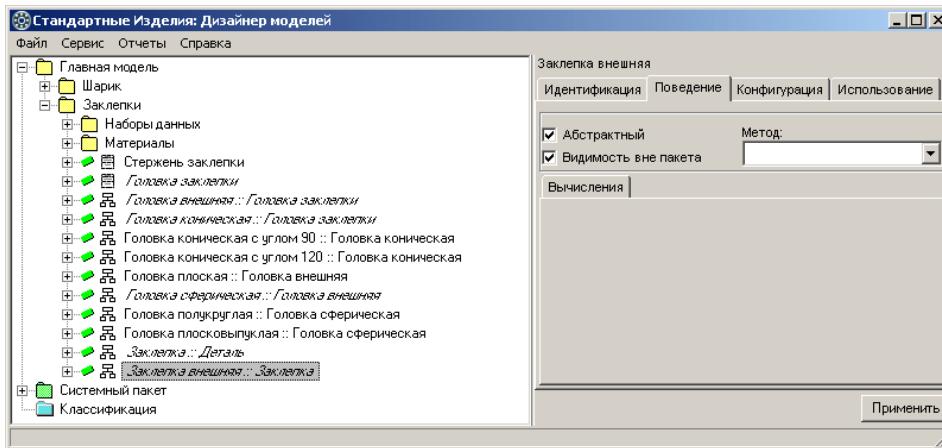 Стандартные Изделия: Дизайнер моделей
Файл Сервис Отчеты Справка
Главная модель
Шарик
Заклепки
Наборы данных
Материалы
Стержень заклепки
Головка заклепки
Головка внешняя :: Головка заклепки
Головка коническая :: Головка заклепки
Головка коническая с углом 90 :: Головка коническая
Головка коническая с углом 120 :: Головка коническая
Головка плоская :: Головка внешняя
Головка сферическая :: Головка внешняя
Головка полукруглая :: Головка сферическая
Головка плосковыпуклая :: Головка сферическая
Заклепка :: Деталь
Заклепка внешняя :: Заклепка
Системный пакет
Классификация
Заклепка внешняя
Идентификация Поведение Конфигурация Использование
Абстрактный Метод:
Видимость вне пакета
Вычисления
Применить